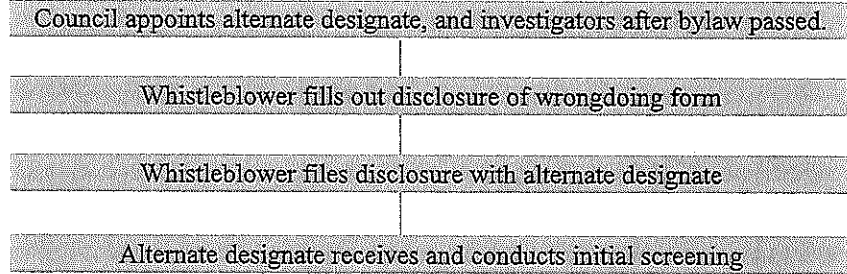 Council appoints alternate designate, and investigators after bylaw passed.
Whistleblower fills out disclosure of wrongdoing form
Whistleblower files disclosure with alternate designate
Alternate designate receives and conducts initial screening